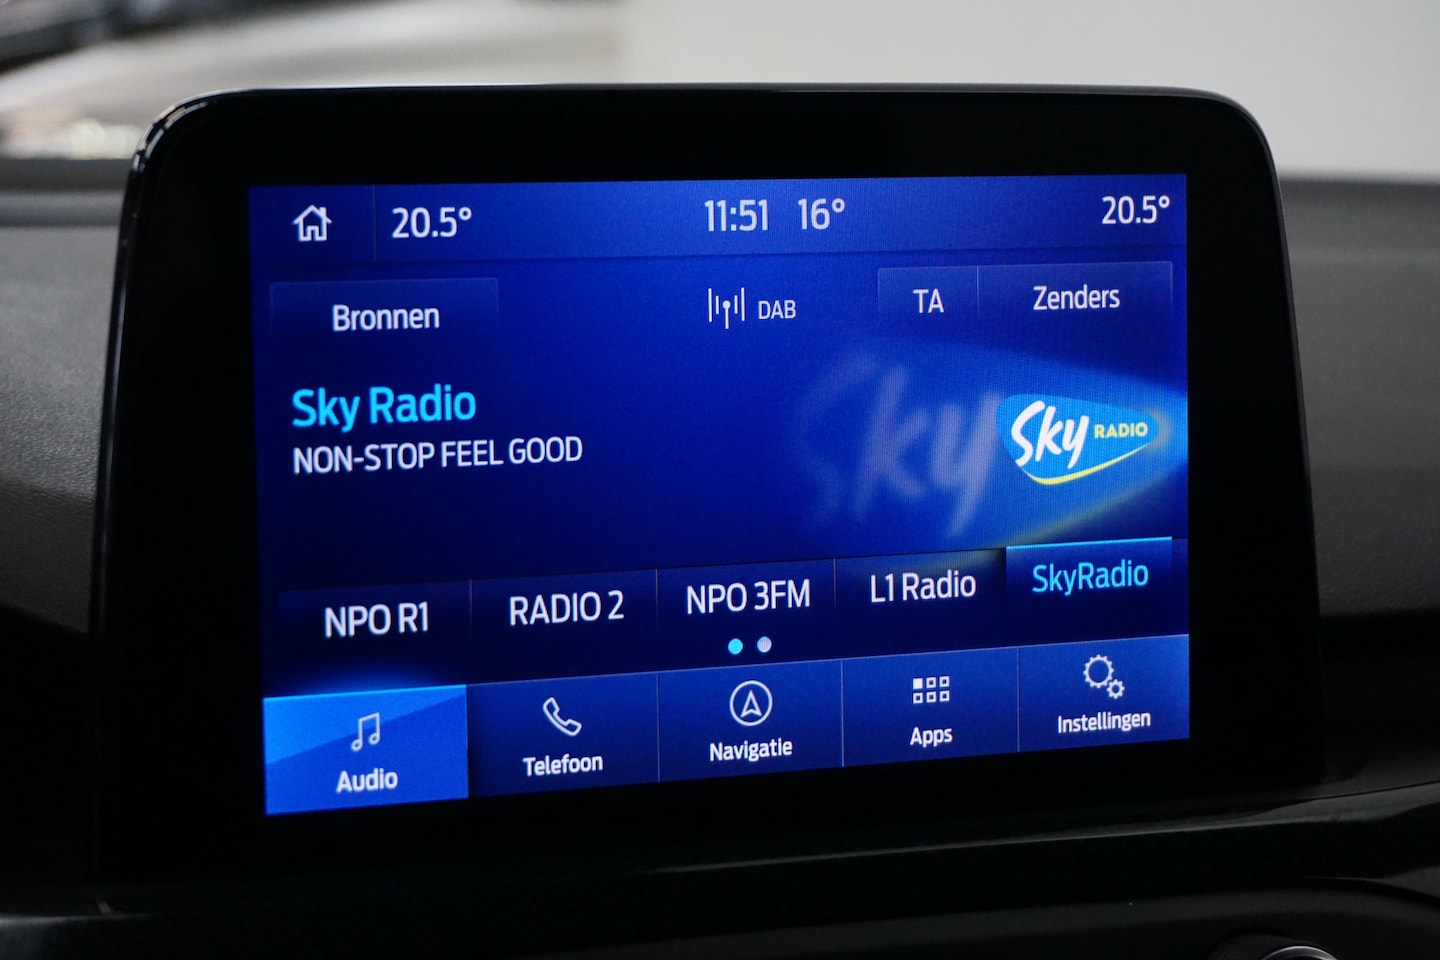 20.5° 11:51 16° 20.5°
Bronnen DAB TA Zenders
Sky Radio
NON-STOP FEEL GOOD
Sky
Sky RADIO
NPO R1 RADIO 2 NPO 3FM L1 Radio SkyRadio
Audio Telefoon Navigatie Apps Instellingen